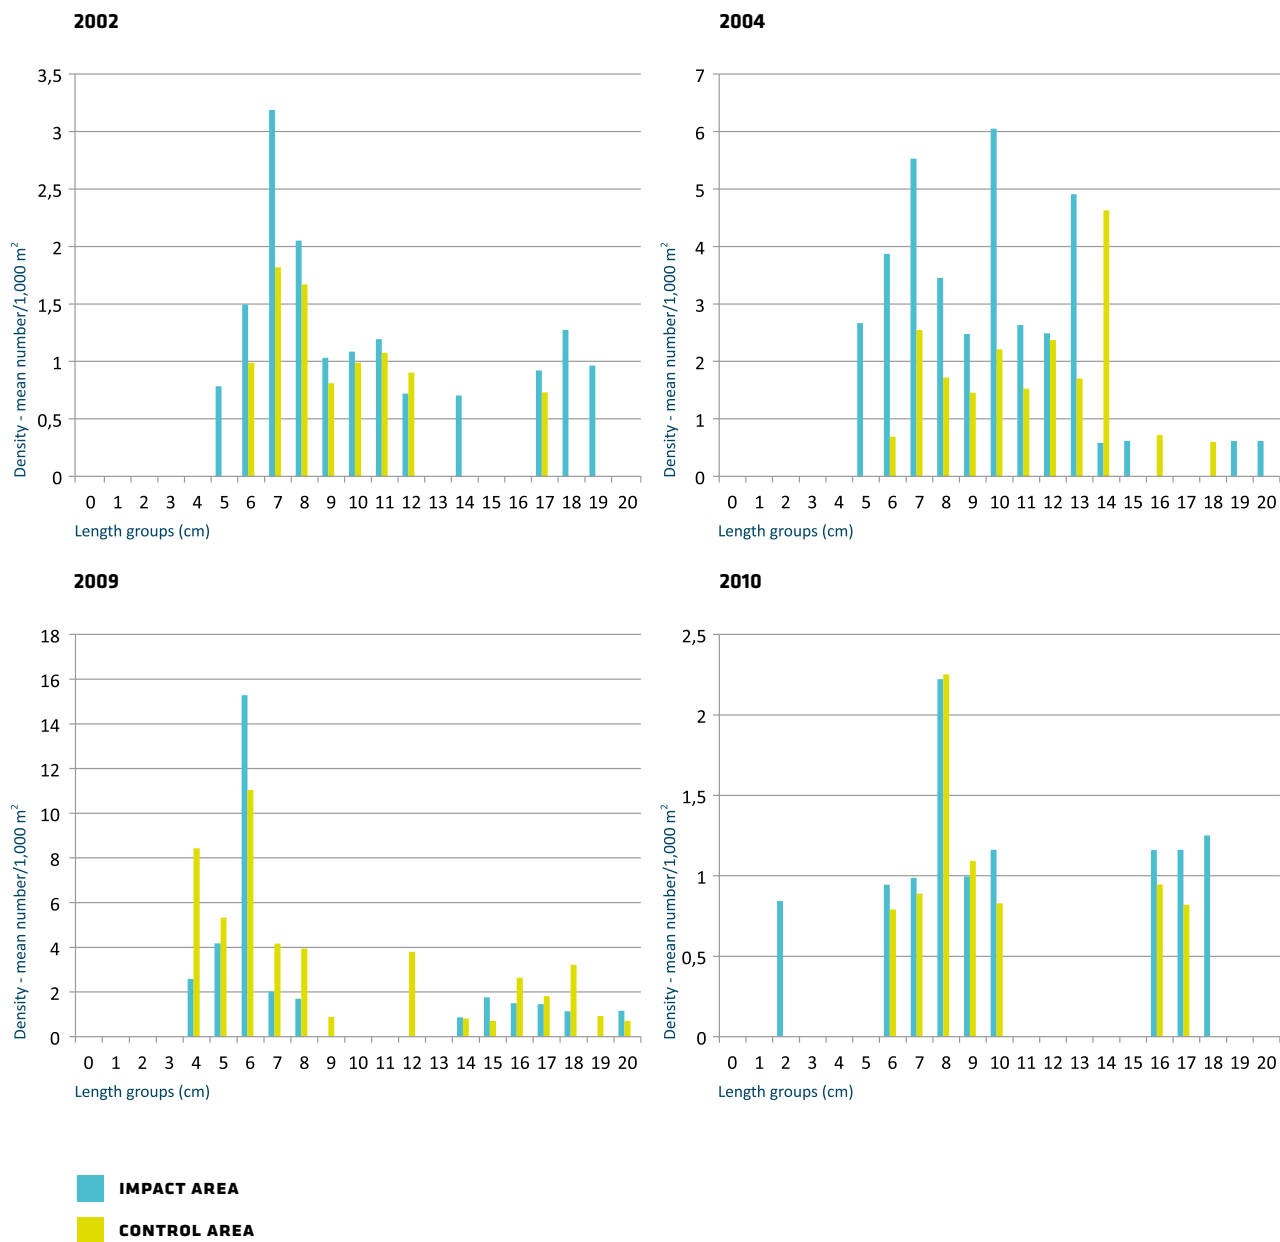 2002
3,5
3
2,5
2
1,5
1
0,5
0
Density - mean number/1,000 m²
0 1 2 3 4 5 6 7 8 9 10 11 12 13 14 15 16 17 18 19 20
Length groups (cm)
2004
7
6
5
4
3
2
1
0
Density - mean number/1,000 m²
0 1 2 3 4 5 6 7 8 9 10 11 12 13 14 15 16 17 18 19 20
Length groups (cm)
2009
18
16
14
12
10
8
6
4
2
0
Density - mean number/1,000 m²
0 1 2 3 4 5 6 7 8 9 10 11 12 13 14 15 16 17 18 19 20
Length groups (cm)
2010
2,5
2
1,5
1
0,5
0
Density - mean number/1,000 m²
0 1 2 3 4 5 6 7 8 9 10 11 12 13 14 15 16 17 18 19 20
Length groups (cm)
IMPACT AREA
CONTROL AREA